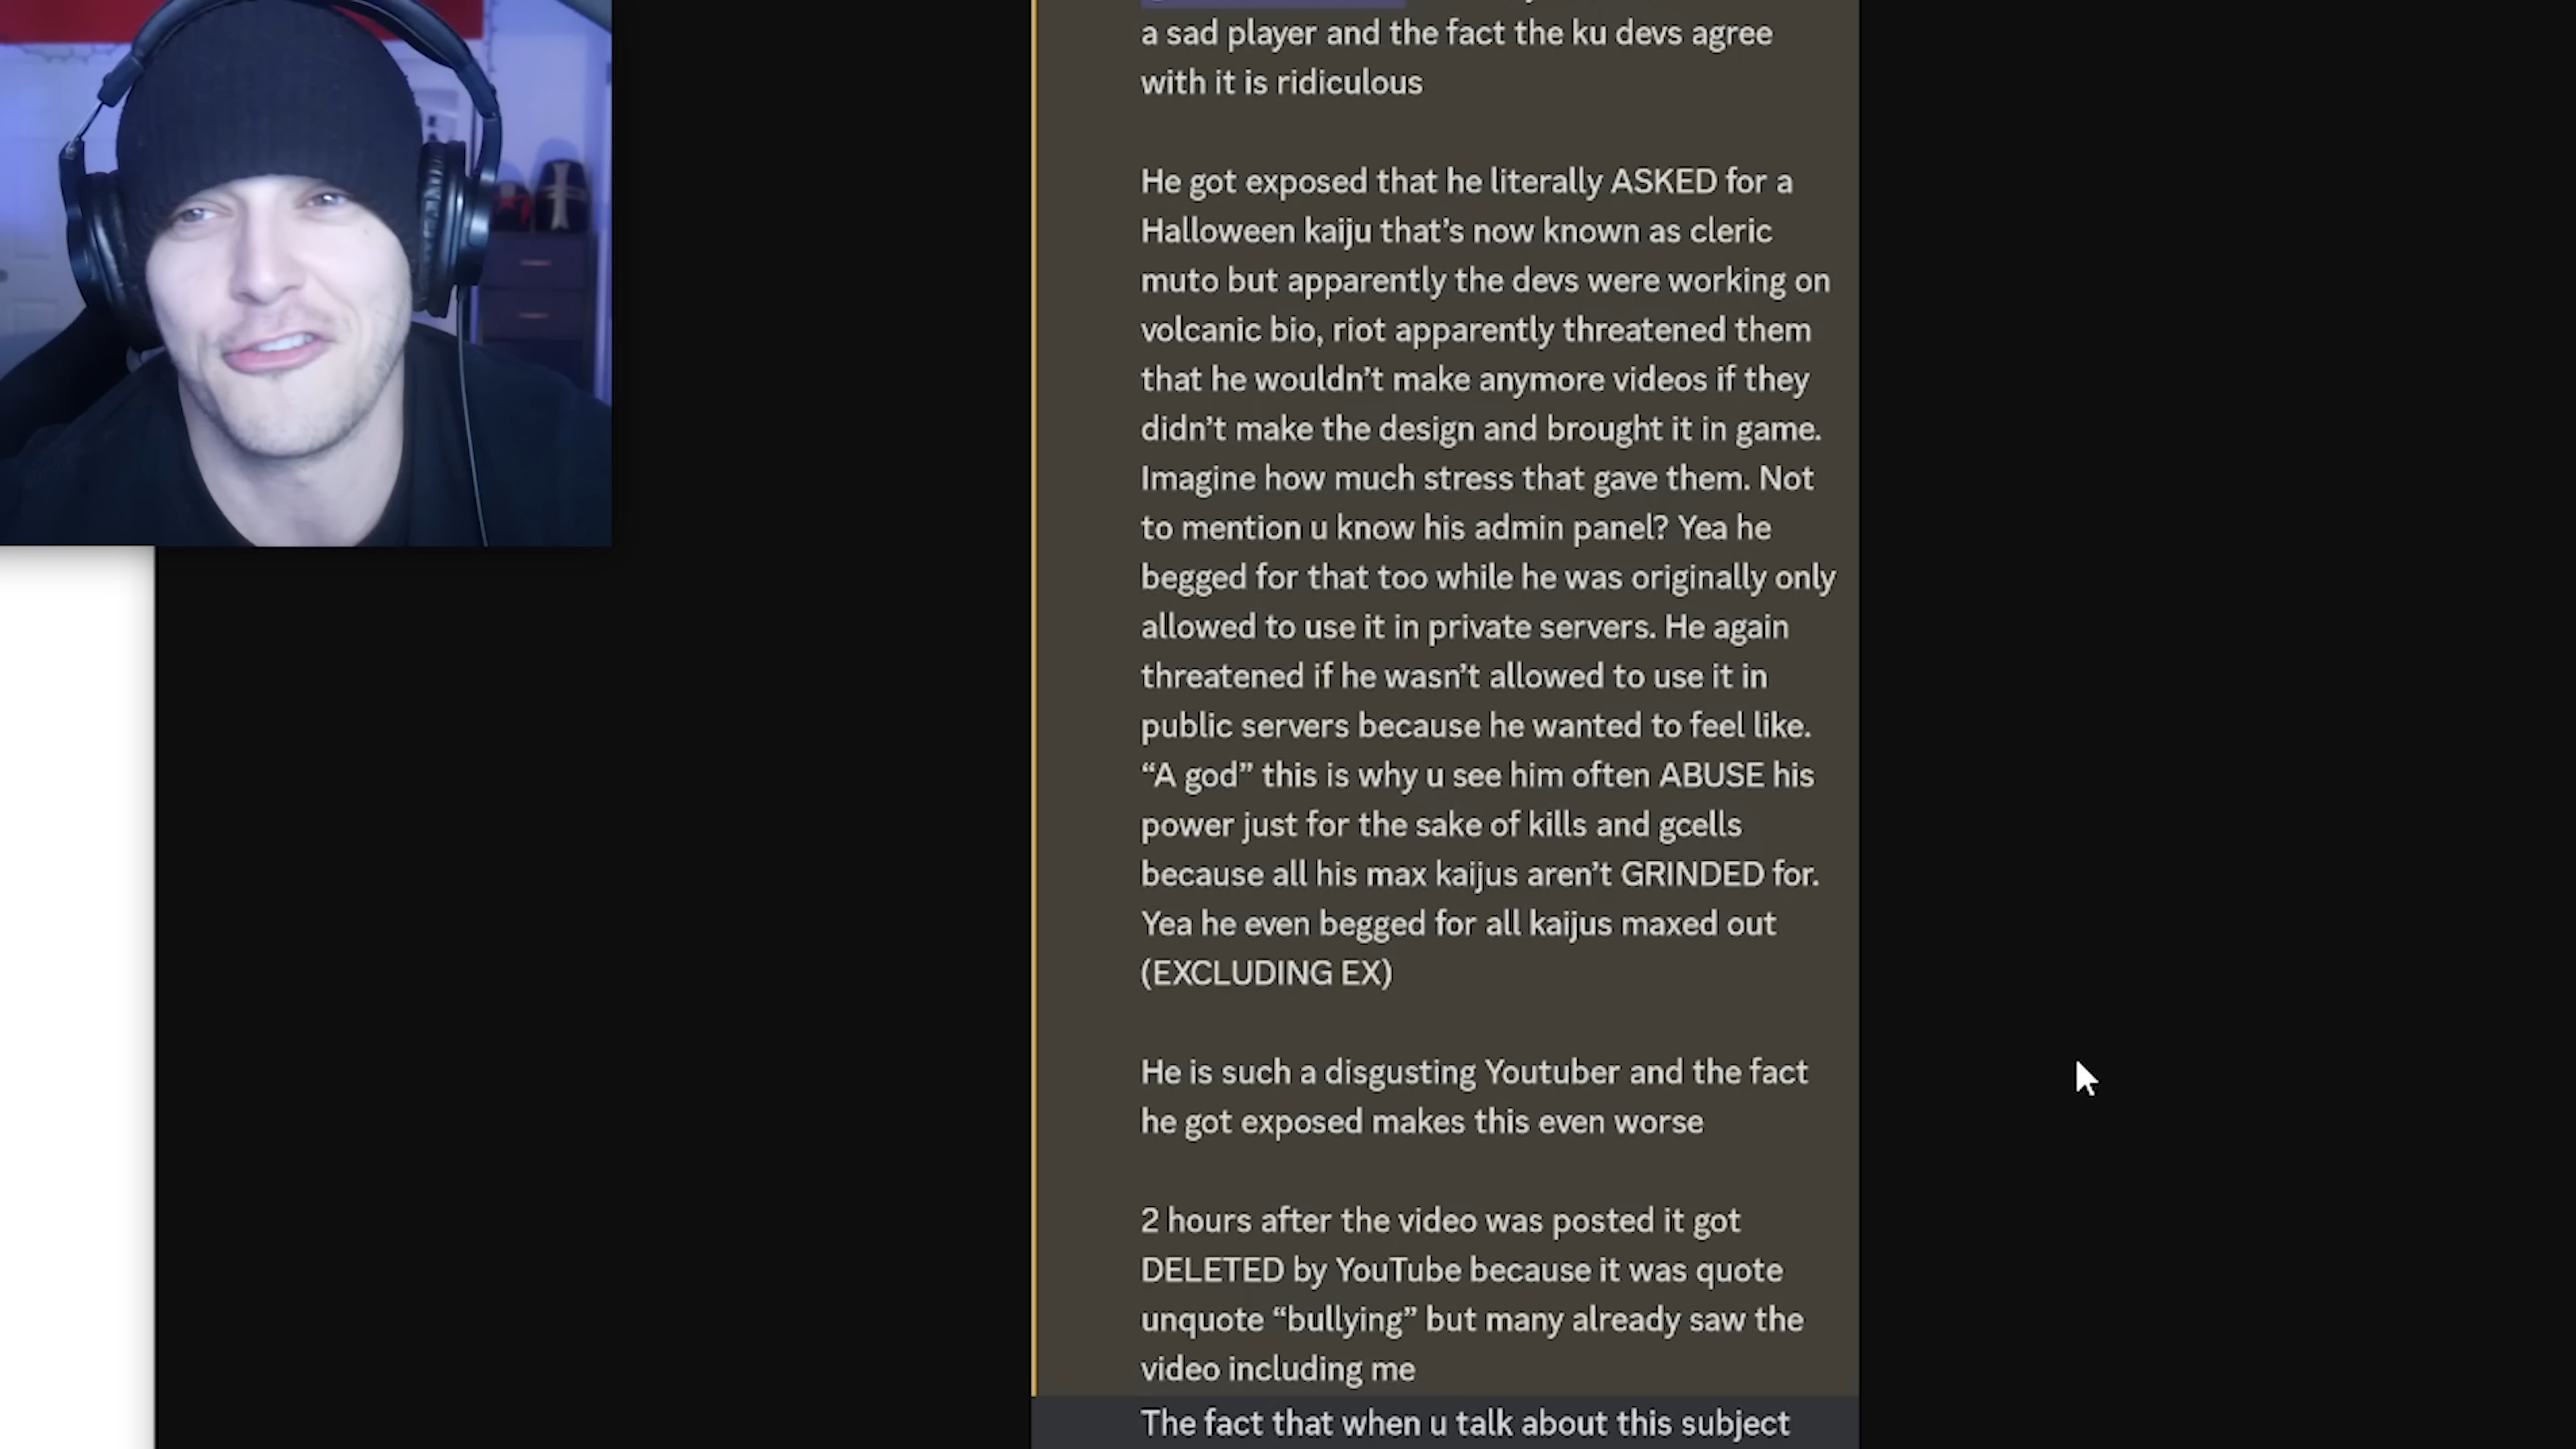 a sad player and the fact the ku devs agree
with it is ridiculous
He got exposed that he literally ASKED for a
Halloween kaiju that’s now known as cleric
muto but apparently the devs were working on
volcanic bio, riot apparently threatened them
that he wouldn’t make anymore videos if they
didn’t make the design and brought it in game.
Imagine how much stress that gave them. Not
to mention u know his admin panel? Yea he
begged for that too while he was originally only
allowed to use it in private servers. He again
threatened if he wasn’t allowed to use it in
public servers because he wanted to feel like.
“A god” this is why u see him often ABUSE his
power just for the sake of kills and gcells
because all his max kaijus aren’t GRINDED for.
Yea he even begged for all kaijus maxed out
(EXCLUDING EX)
He is such a disgusting Youtuber and the fact
he got exposed makes this even worse
2 hours after the video was posted it got
DELETED by YouTube because it was quote
unquote “bullying” but many already saw the
video including me
The fact that when u talk about this subject